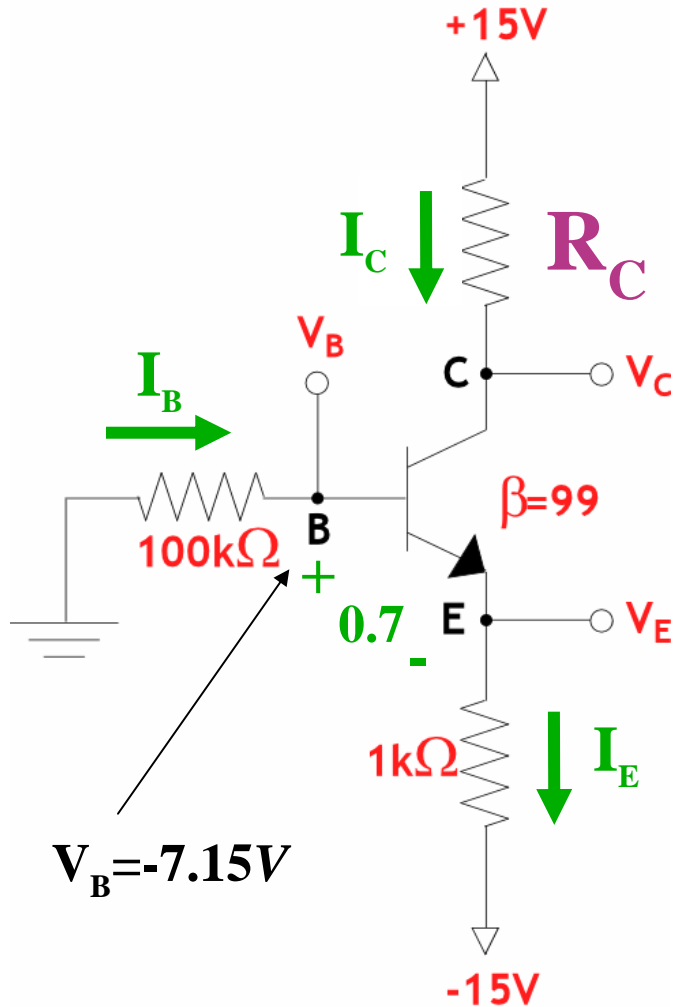 +15V
I_C
R_C
V_B
C
V_C
I_B
β=99
100kΩ
B
+
0.7
-
E
V_E
1kΩ
I_E
V_B=-7.15V
-15V